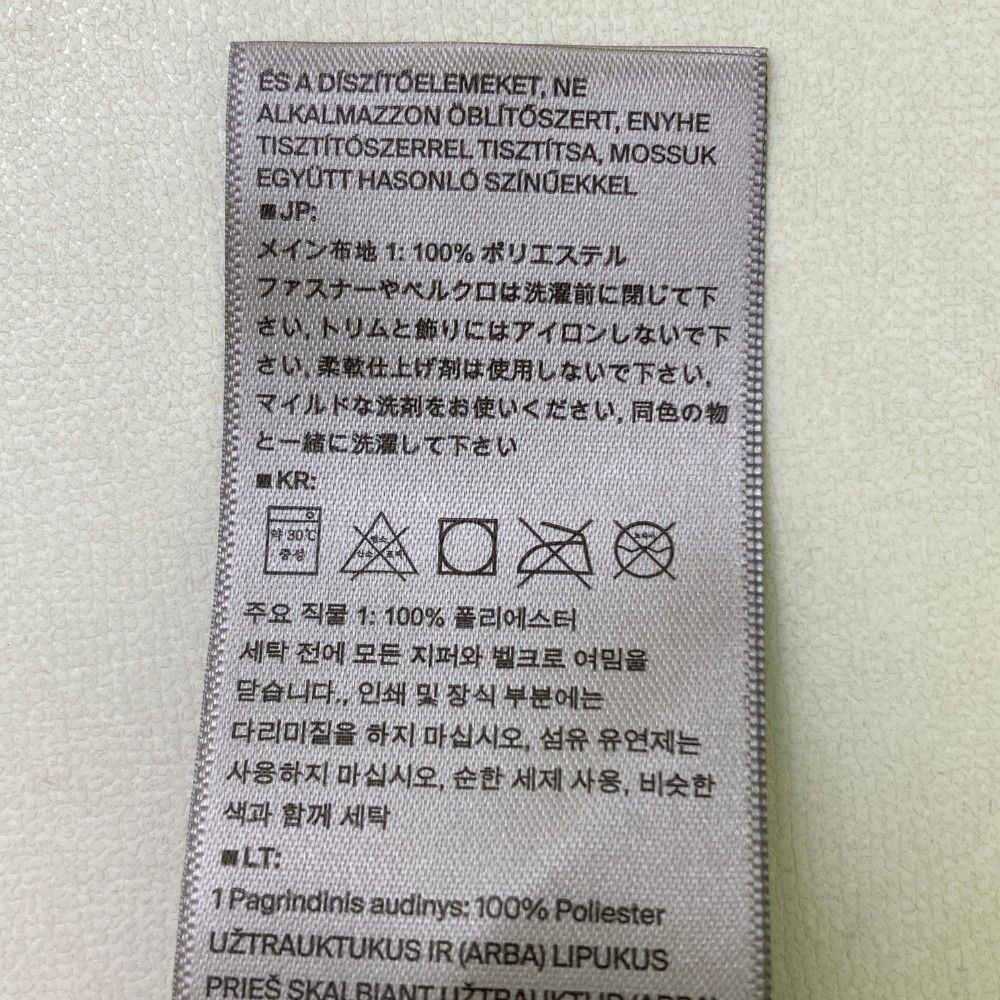 ÉS A DÍSZÍTŐELEMEKET, NE
ALKALMAZZON ÖBLÍTŐSZERT, ENYHE
TISZTÍTÓSZERREL TISZTÍTSA, MOSSUK
EGYÜTT HASONLÓ SZÍNŰEKKEL
■JP:
メイン布地 1: 100% ポリエステル
ファスナーやベルクロは洗濯前に閉じて下
さい, トリムと飾りにはアイロンしないで下
さい, 柔軟仕上げ剤は使用しないで下さい,
マイルドな洗剤をお使いください, 同色の物
と一緒に洗濯して下さい
■KR:
약 30℃
중성
주요 직물 1: 100% 폴리에스터
세탁 전에 모든 지퍼와 벨크로 여밈을
닫습니다., 인쇄 및 장식 부분에는
다리미질을 하지 마십시오, 섬유 유연제는
사용하지 마십시오, 순한 세제 사용, 비슷한
색과 함께 세탁
■LT:
1 Pagrindinis audinys: 100% Poliester
UŽTRAUKTUKUS IR (ARBA) LIPUKUS
PRIEŠ SKALBIANT UŽTRAUKTUKUS